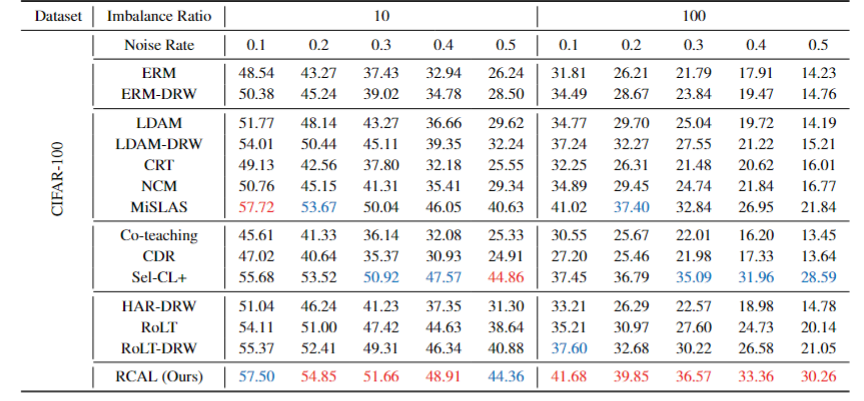 Dataset Imbalance Ratio 10 100
Noise Rate 0.1 0.2 0.3 0.4 0.5 0.1 0.2 0.3 0.4 0.5
CIFAR-100
ERM 48.54 43.27 37.43 32.94 26.24 31.81 26.21 21.79 17.91 14.23
ERM-DRW 50.38 45.24 39.02 34.78 28.50 34.49 28.67 23.84 19.47 14.76
LDAM 51.77 48.14 43.27 36.66 29.62 34.77 29.70 25.04 19.72 14.19
LDAM-DRW 54.01 50.44 45.11 39.35 32.24 37.24 32.27 27.55 21.22 15.21
CRT 49.13 42.56 37.80 32.18 25.55 32.25 26.31 21.48 20.62 16.01
NCM 50.76 45.15 41.31 35.41 29.34 34.89 29.45 24.74 21.84 16.77
MiSLAS 57.72 53.67 50.04 46.05 40.63 41.02 37.40 32.84 26.95 21.84
Co-teaching 45.61 41.33 36.14 32.08 25.33 30.55 25.67 22.01 16.20 13.45
CDR 47.02 40.64 35.37 30.93 24.91 27.20 25.46 21.98 17.33 13.64
Sel-CL+ 55.68 53.52 50.92 47.57 44.86 37.45 36.79 35.09 31.96 28.59
HAR-DRW 51.04 46.24 41.23 37.35 31.30 33.21 26.29 22.57 18.98 14.78
RoLT 54.11 51.00 47.42 44.63 38.64 35.21 30.97 27.60 24.73 20.14
RoLT-DRW 55.37 52.41 49.31 46.34 40.88 37.60 32.68 30.22 26.58 21.05
RCAL (Ours) 57.50 54.85 51.66 48.91 44.36 41.68 39.85 36.57 33.36 30.26